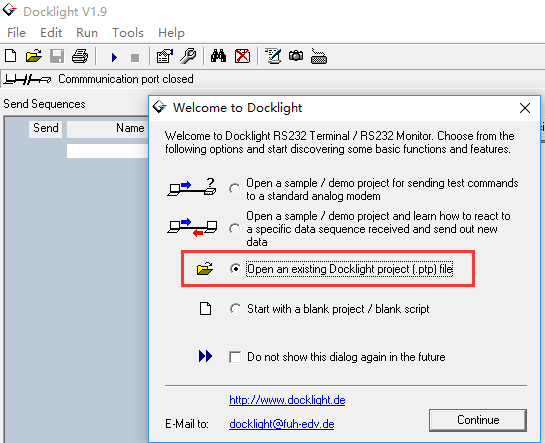 Docklight V1.9
File Edit Run Tools Help
Commmunication port closed
Send Sequences
Send Name
Welcome to Docklight
Welcome to Docklight RS232 Terminal / RS232 Monitor. Choose from the
following options and start discovering some basic functions and features.
Open a sample / demo project for sending test commands
to a standard analog modem
Open a sample / demo project and learn how to react to
a specific data sequence received and send out new
data
Open an existing Docklight project (.ptp) file
Start with a blank project / blank script
Do not show this dialog again in the future
http://www.docklight.de
E-Mail to: docklight@fuh-edv.de
Continue